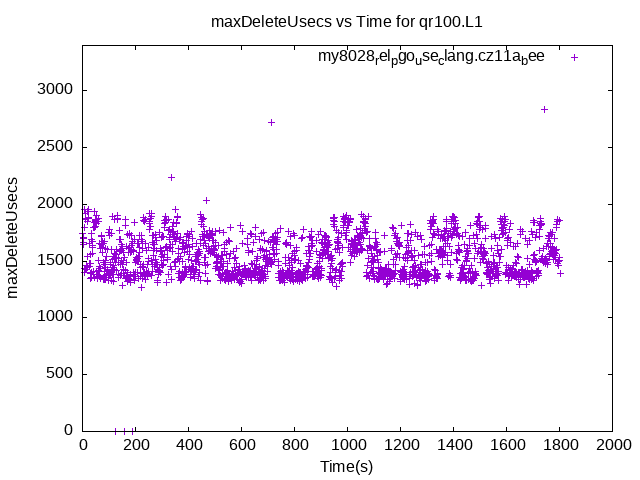 maxDeleteUsecs vs Time for qr100.L1
my8028relpgouseclang.cz11abee
maxDeleteUsecs
3000
2500
2000
1500
1000
500
0
0 200 400 600 800 1000 1200 1400 1600 1800 2000
Time(s)